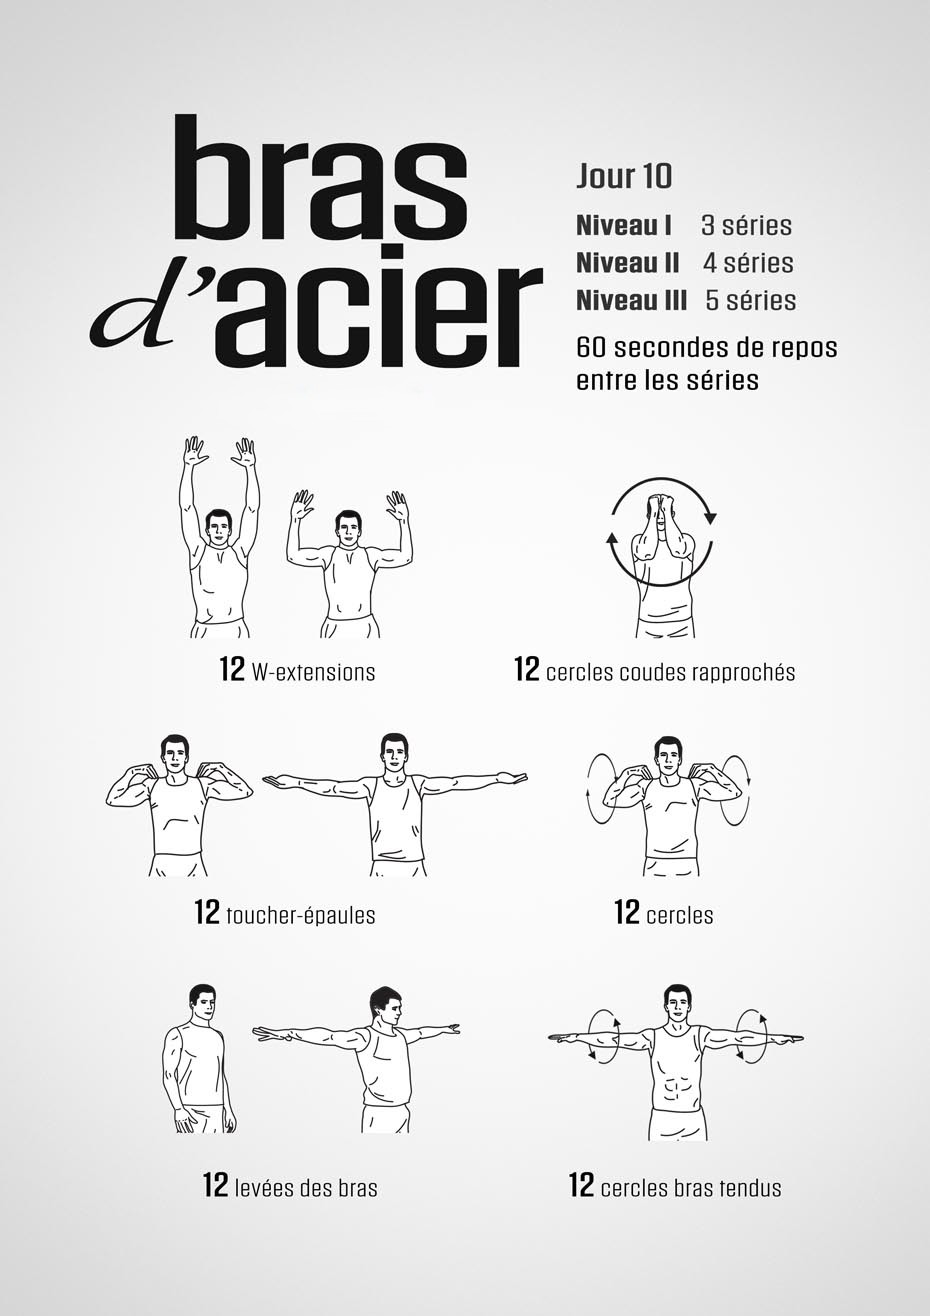 bras
d'acier
Jour 10
Niveau I 3 séries
Niveau II 4 séries
Niveau III 5 séries
60 secondes de repos
entre les séries
12 W-extensions
12 cercles coudes rapprochés
12 toucher-épaules
12 cercles
12 levées des bras
12 cercles bras tendus